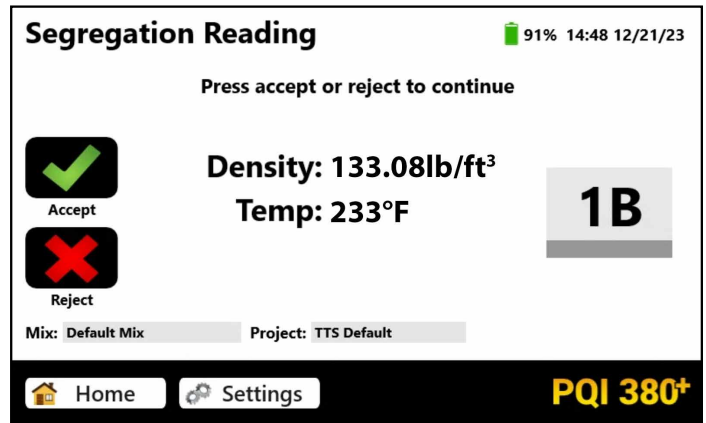 Segregation Reading
91% 14:48 12/21/23
Press accept or reject to continue
Density: 133.08lb/ft³
Temp: 233°F
1B
Accept
Reject
Mix: Default Mix
Project: TTS Default
Home
Settings
PQI 380+